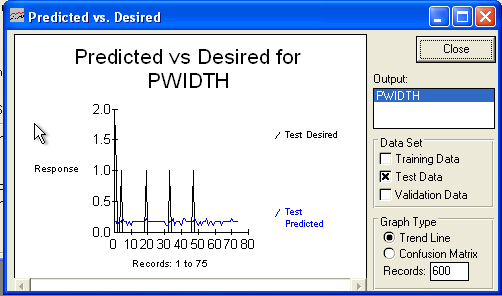 Predicted vs. Desired
Predicted vs Desired for
PWIDTH
2.0
1.5
1.0
0.5
0.0
Response
0 10 20 30 40 50 60 70 80
Records: 1 to 75
Test Desired
Test
Predicted
Close
Output:
PWIDTH
Data Set
Training Data
Test Data
Validation Data
Graph Type
Trend Line
Confusion Matrix
Records: 600